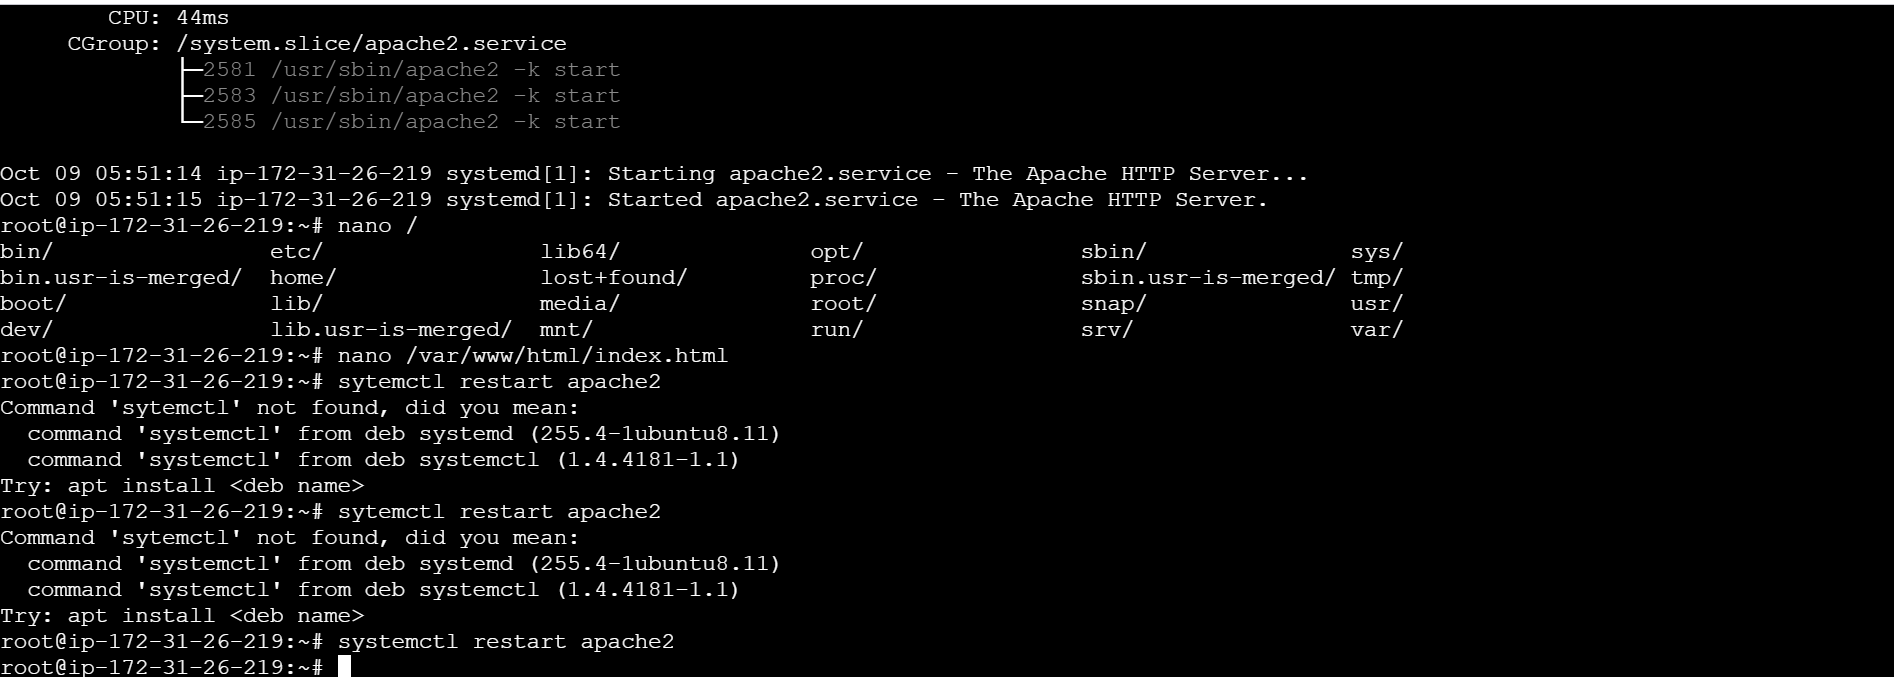 CPU: 44ms
CGroup: /system.slice/apache2.service
├─2581 /usr/sbin/apache2 -k start
├─2583 /usr/sbin/apache2 -k start
└─2585 /usr/sbin/apache2 -k start
Oct 09 05:51:14 ip-172-31-26-219 systemd[1]: Starting apache2.service - The Apache HTTP Server...
Oct 09 05:51:15 ip-172-31-26-219 systemd[1]: Started apache2.service - The Apache HTTP Server.
root@ip-172-31-26-219:~# nano /
bin/ etc/ lib64/ opt/ sbin/ sys/
bin.usr-is-merged/ home/ lost+found/ proc/ sbin.usr-is-merged/ tmp/
boot/ lib/ media/ root/ snap/ usr/
dev/ lib.usr-is-merged/ mnt/ run/ srv/ var/
root@ip-172-31-26-219:~# nano /var/www/html/index.html
root@ip-172-31-26-219:~# sytemctl restart apache2
Command 'sytemctl' not found, did you mean:
command 'systemctl' from deb systemd (255.4-1ubuntu8.11)
command 'systemctl' from deb systemctl (1.4.4181-1.1)
Try: apt install <deb name>
root@ip-172-31-26-219:~# sytemctl restart apache2
Command 'sytemctl' not found, did you mean:
command 'systemctl' from deb systemd (255.4-1ubuntu8.11)
command 'systemctl' from deb systemctl (1.4.4181-1.1)
Try: apt install <deb name>
root@ip-172-31-26-219:~# systemctl restart apache2
root@ip-172-31-26-219:~#